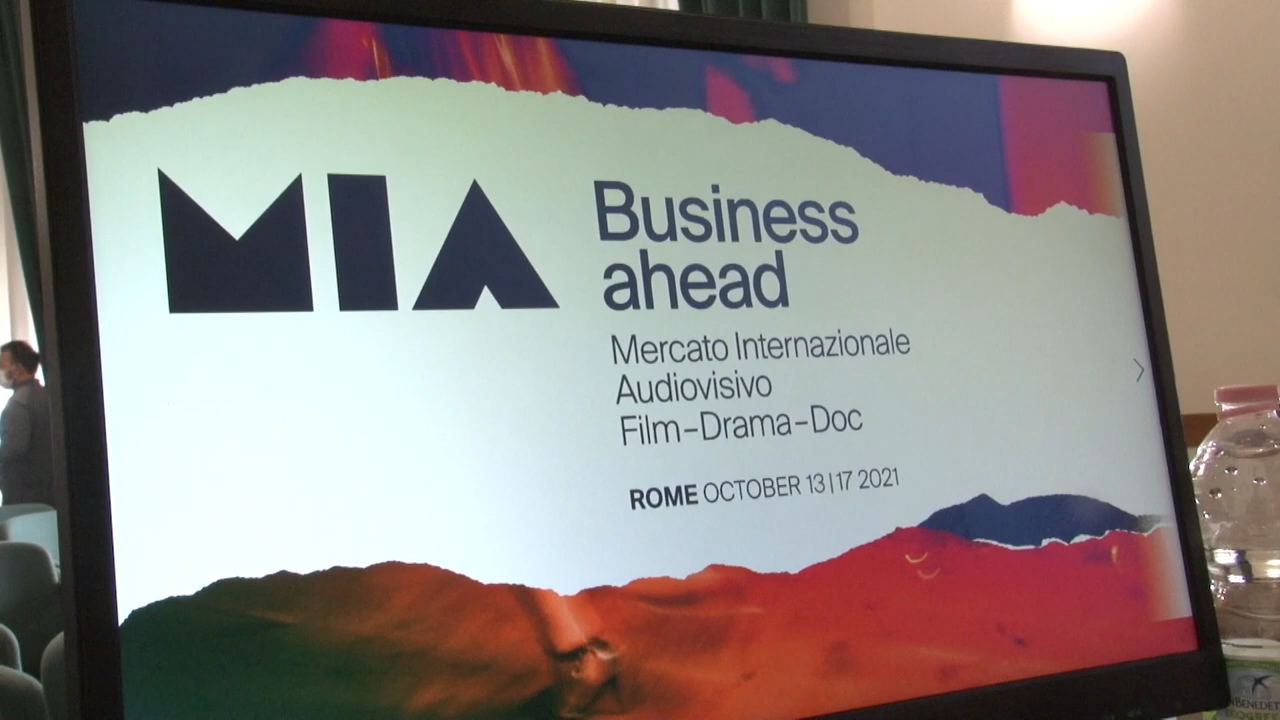 MIA
Business
ahead
Mercato Internazionale
Audiovisivo
Film–Drama–Doc
ROME OCTOBER 13|17 2021